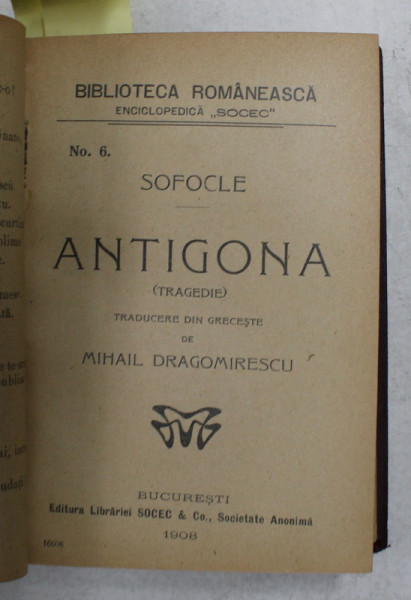 BIBLIOTECA ROMÂNEASCĂ
ENCICLOPEDICĂ „SOCEC"
No. 6.
SOFOCLE
ANTIGONA
(TRAGEDIE)
TRADUCERE DIN GRECEȘTE
DE
MIHAIL DRAGOMIRESCU
BUCUREȘTI
Editura Librăriei SOCEC & Co., Societate Anonimă
1908